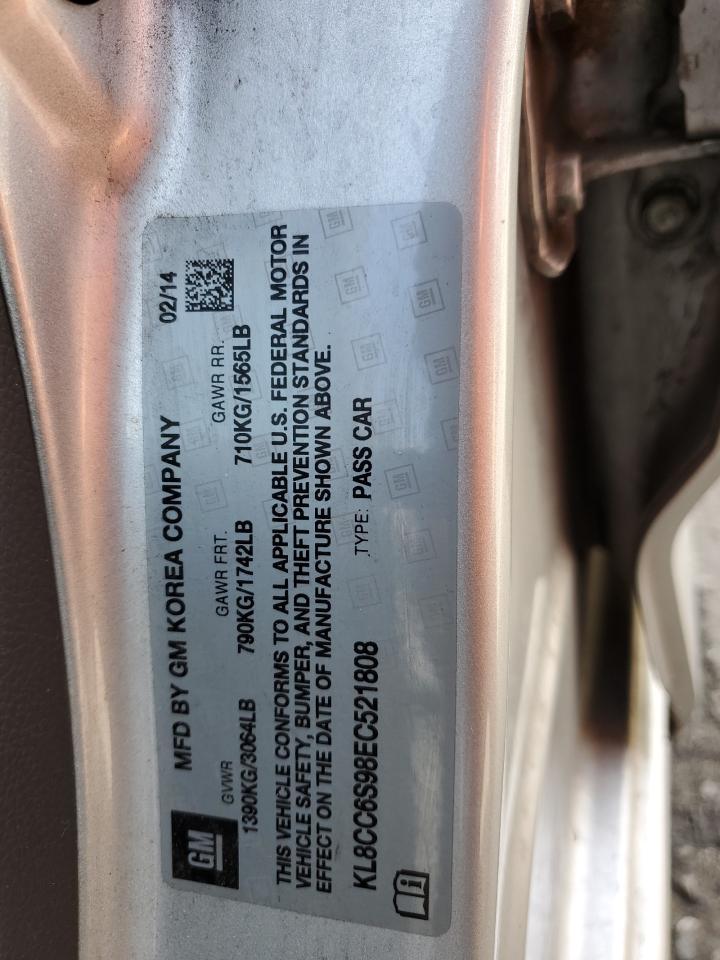 GM
MFD BY GM KOREA COMPANY 02/14
GVWR GAWR FRT. GAWR RR.
1390KG/3064LB 790KG/1742LB 710KG/1565LB
THIS VEHICLE CONFORMS TO ALL APPLICABLE U.S. FEDERAL MOTOR
VEHICLE SAFETY, BUMPER, AND THEFT PREVENTION STANDARDS IN
EFFECT ON THE DATE OF MANUFACTURE SHOWN ABOVE.
KL8CC6S98EC521808 TYPE: PASS CAR